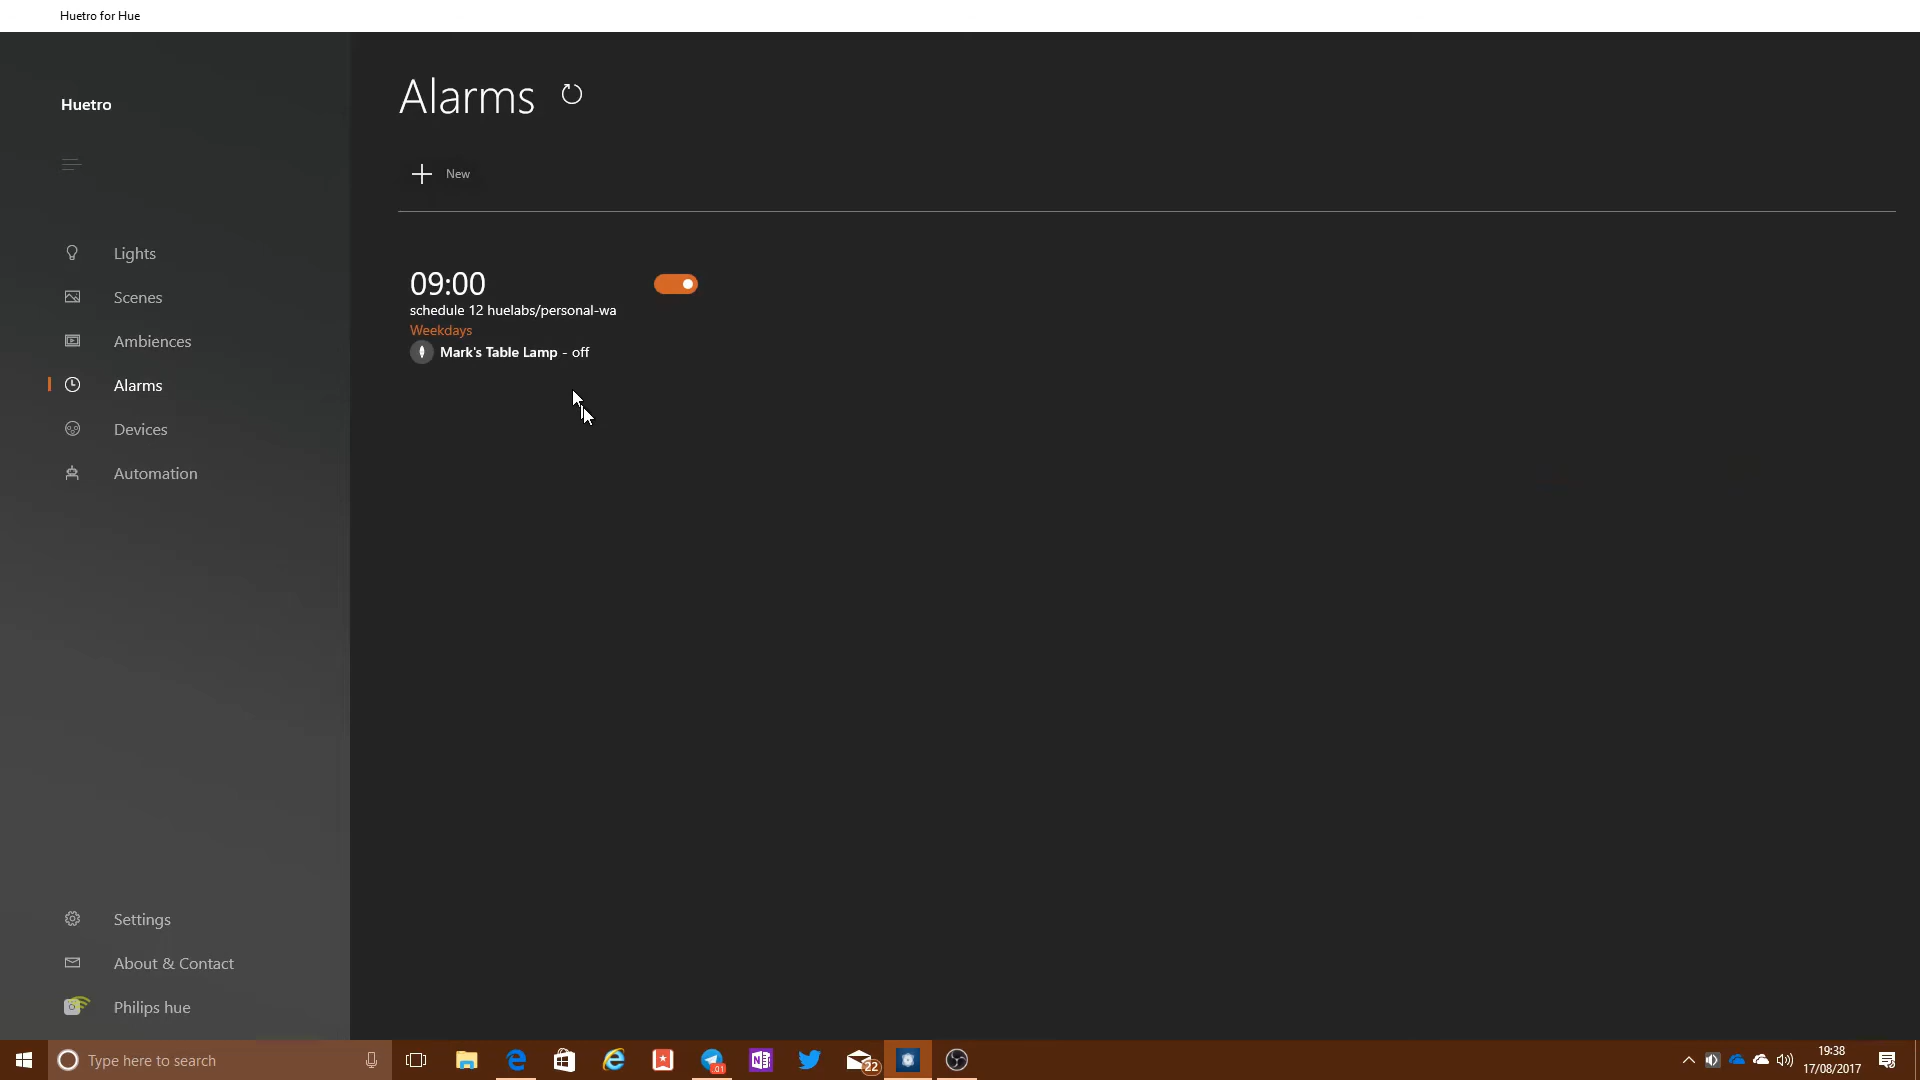 Huetro for Hue
Huetro
Lights
Scenes
Ambiences
Alarms
Devices
Automation
Settings
About & Contact
Philips hue
Alarms
New
09:00
schedule 12 huelabs/personal-wa
Weekdays
Mark's Table Lamp - off
Type here to search
.01
N
22
19:38
17/08/2017